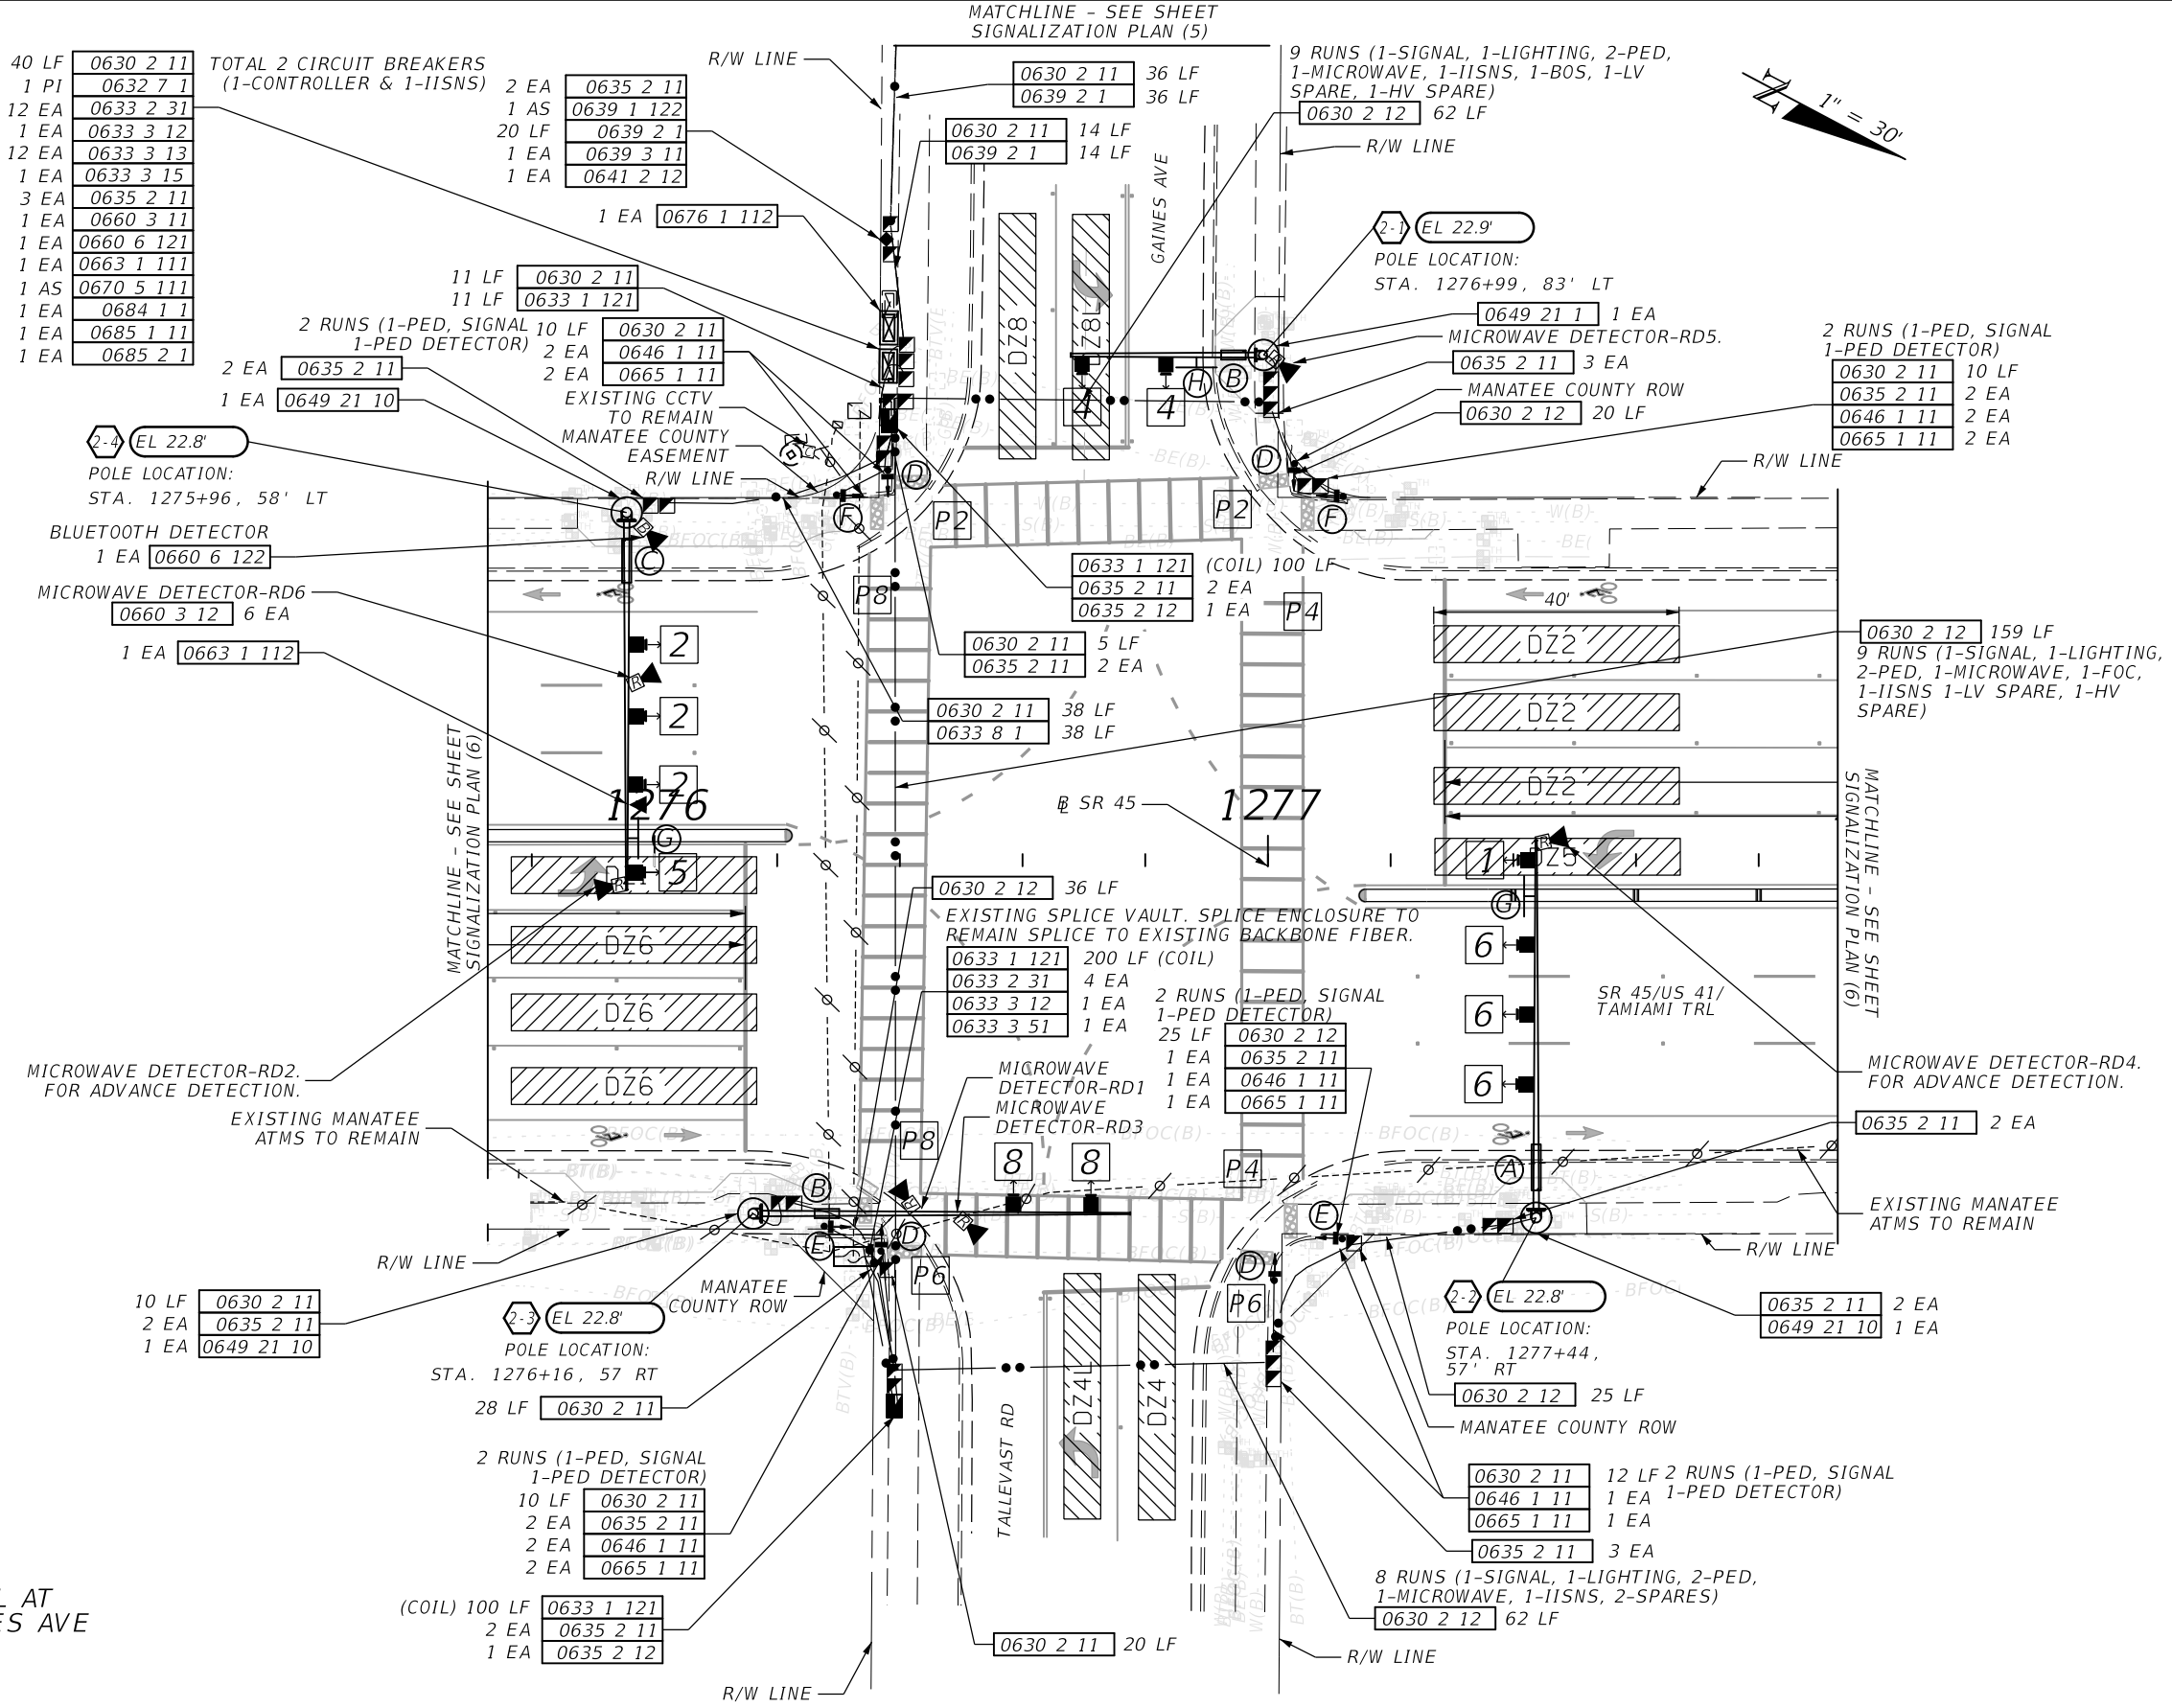 MATCHLINE - SEE SHEET
SIGNALIZATION PLAN (5)
40 LF 0630 2 11
1 PI 0632 7 1
12 EA 0633 2 31
1 EA 0633 3 12
12 EA 0633 3 13
1 EA 0633 3 15
3 EA 0635 2 11
1 EA 0660 3 11
1 EA 0660 6 121
1 EA 0663 1 111
1 AS 0670 5 111
1 EA 0684 1 1
1 EA 0685 1 11
1 EA 0685 2 1
TOTAL 2 CIRCUIT BREAKERS
(1-CONTROLLER & 1-IISNS)
2 EA 0635 2 11
1 AS 0639 1 122
20 LF 0639 2 1
1 EA 0639 3 11
1 EA 0641 2 12
R/W LINE
0630 2 11 36 LF
0639 2 1 36 LF
0630 2 11 14 LF
0639 2 1 14 LF
9 RUNS (1-SIGNAL, 1-LIGHTING, 2-PED,
1-MICROWAVE, 1-IISNS, 1-BOS, 1-LV
SPARE, 1-HV SPARE)
0630 2 12 62 LF
R/W LINE
N
1" = 30'
1 EA 0676 1 112
GAINES AVE
2-1 EL 22.9'
POLE LOCATION:
STA. 1276+99, 83' LT
11 LF 0630 2 11
11 LF 0633 1 121
2 RUNS (1-PED, SIGNAL
1-PED DETECTOR)
10 LF 0630 2 11
2 EA 0646 1 11
2 EA 0665 1 11
0649 21 1 1 EA
MICROWAVE DETECTOR-RD5.
0635 2 11 3 EA
MANATEE COUNTY ROW
0630 2 12 20 LF
2 RUNS (1-PED, SIGNAL
1-PED DETECTOR)
0630 2 11 10 LF
0635 2 11 2 EA
0646 1 11 2 EA
0665 1 11 2 EA
R/W LINE
2 EA 0635 2 11
1 EA 0649 21 10
EXISTING CCTV
TO REMAIN
MANATEE COUNTY
EASEMENT
R/W LINE
2-4 EL 22.8'
POLE LOCATION:
STA. 1275+96, 58' LT
BLUETOOTH DETECTOR
1 EA 0660 6 122
MICROWAVE DETECTOR-RD6
0660 3 12 6 EA
1 EA 0663 1 112
DZ8
DZ8L
4
4
H
B
D
D
F
F
C
P2
P2
P8
P4
0633 1 121 (COIL) 100 LF
0635 2 11 2 EA
0635 2 12 1 EA
0630 2 11 5 LF
0635 2 11 2 EA
0630 2 11 38 LF
0633 8 1 38 LF
40'
DZ2
DZ2
DZ2
DZ5
0630 2 12 159 LF
9 RUNS (1-SIGNAL, 1-LIGHTING,
2-PED, 1-MICROWAVE, 1-FOC,
1-IISNS 1-LV SPARE, 1-HV
SPARE)
MATCHLINE - SEE SHEET
SIGNALIZATION PLAN (6)
MATCHLINE - SEE SHEET
SIGNALIZATION PLAN (6)
2
2
2
5
1276
1277
G
B SR 45
L
1
G
6
6
6
DZ6
DZ6
DZ6
0630 2 12 36 LF
EXISTING SPLICE VAULT. SPLICE ENCLOSURE TO
REMAIN SPLICE TO EXISTING BACKBONE FIBER.
0633 1 121 200 LF (COIL)
0633 2 31 4 EA
0633 3 12 1 EA
0633 3 51 1 EA
2 RUNS (1-PED, SIGNAL
1-PED DETECTOR)
25 LF 0630 2 12
1 EA 0635 2 11
1 EA 0646 1 11
1 EA 0665 1 11
SR 45/US 41/
TAMIAMI TRL
MICROWAVE DETECTOR-RD2.
FOR ADVANCE DETECTION.
EXISTING MANATEE
ATMS TO REMAIN
MICROWAVE
DETECTOR-RD1
MICROWAVE
DETECTOR-RD3
MICROWAVE DETECTOR-RD4.
FOR ADVANCE DETECTION.
0635 2 11 2 EA
EXISTING MANATEE
ATMS TO REMAIN
P8
8
8
P4
A
B
E
D
E
D
P6
P6
R/W LINE
R/W LINE
MANATEE
COUNTY ROW
10 LF 0630 2 11
2 EA 0635 2 11
1 EA 0649 21 10
2-3 EL 22.8'
POLE LOCATION:
STA. 1276+16, 57 RT
28 LF 0630 2 11
2-2 EL 22.8'
POLE LOCATION:
STA. 1277+44,
57' RT
0635 2 11 2 EA
0649 21 10 1 EA
0630 2 12 25 LF
MANATEE COUNTY ROW
DZ4L
DZ4
TALLEVAST RD
2 RUNS (1-PED, SIGNAL
1-PED DETECTOR)
10 LF 0630 2 11
2 EA 0635 2 11
2 EA 0646 1 11
2 EA 0665 1 11
0630 2 11 12 LF
0646 1 11 1 EA
0665 1 11 1 EA
2 RUNS (1-PED, SIGNAL
1-PED DETECTOR)
0635 2 11 3 EA
8 RUNS (1-SIGNAL, 1-LIGHTING, 2-PED,
1-MICROWAVE, 1-IISNS, 2-SPARES)
0630 2 12 62 LF
(COIL) 100 LF 0633 1 121
2 EA 0635 2 11
1 EA 0635 2 12
0630 2 11 20 LF
R/W LINE
R/W LINE
AT
AVE